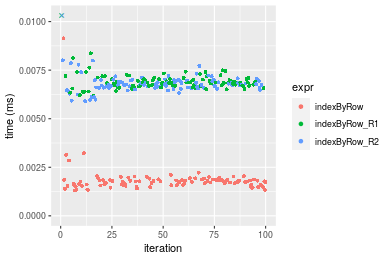 0.0100
0.0075
0.0050
0.0025
0.0000
time (ms)
0
25
50
75
100
iteration
expr
indexByRow
indexByRow_R1
indexByRow_R2